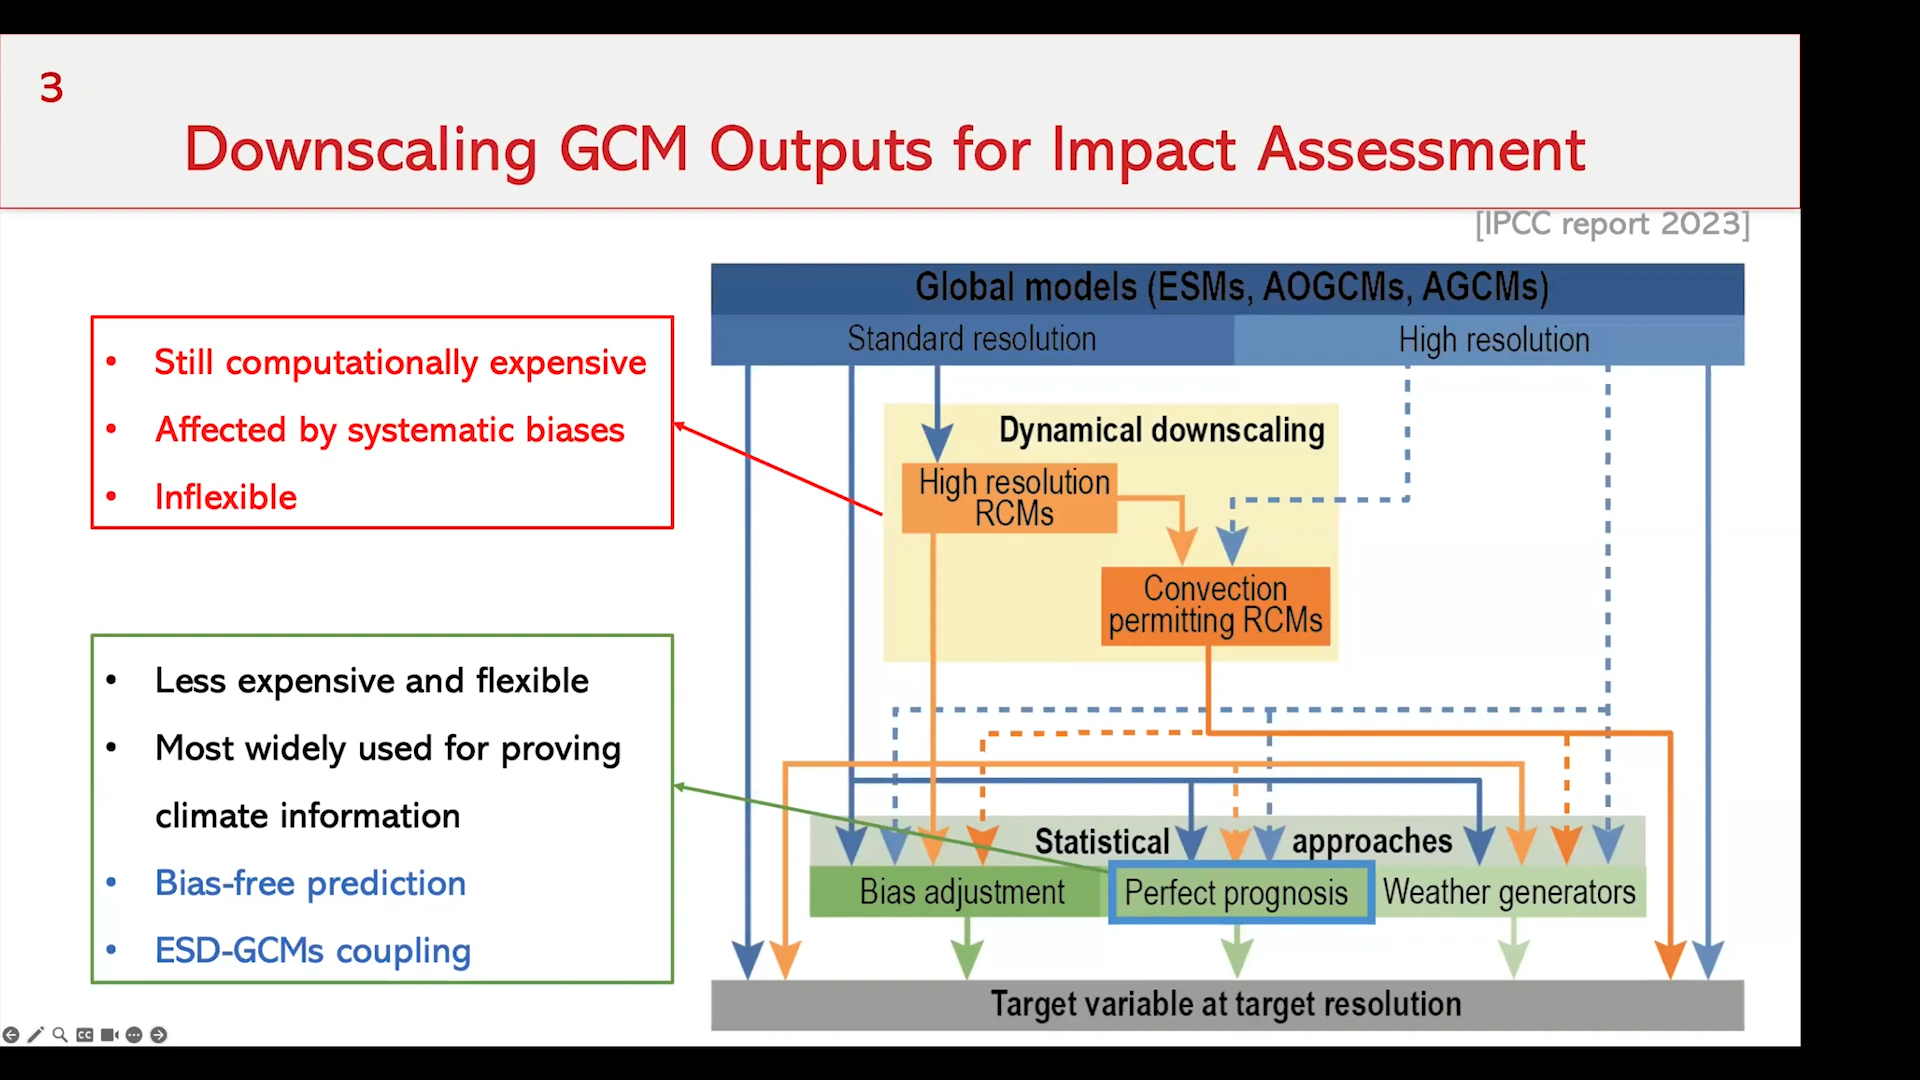 3
Downscaling GCM Outputs for Impact Assessment
[IPCC report 2023]
• Still computationally expensive
• Affected by systematic biases
• Inflexible
• Less expensive and flexible
• Most widely used for proving
climate information
• Bias-free prediction
• ESD-GCMs coupling
Global models (ESMs, AOGCMs, AGCMs)
Standard resolution
High resolution
Dynamical downscaling
High resolution
RCMs
Convection
permitting RCMs
Statistical approaches
Bias adjustment
Perfect prognosis
Weather generators
Target variable at target resolution
CC